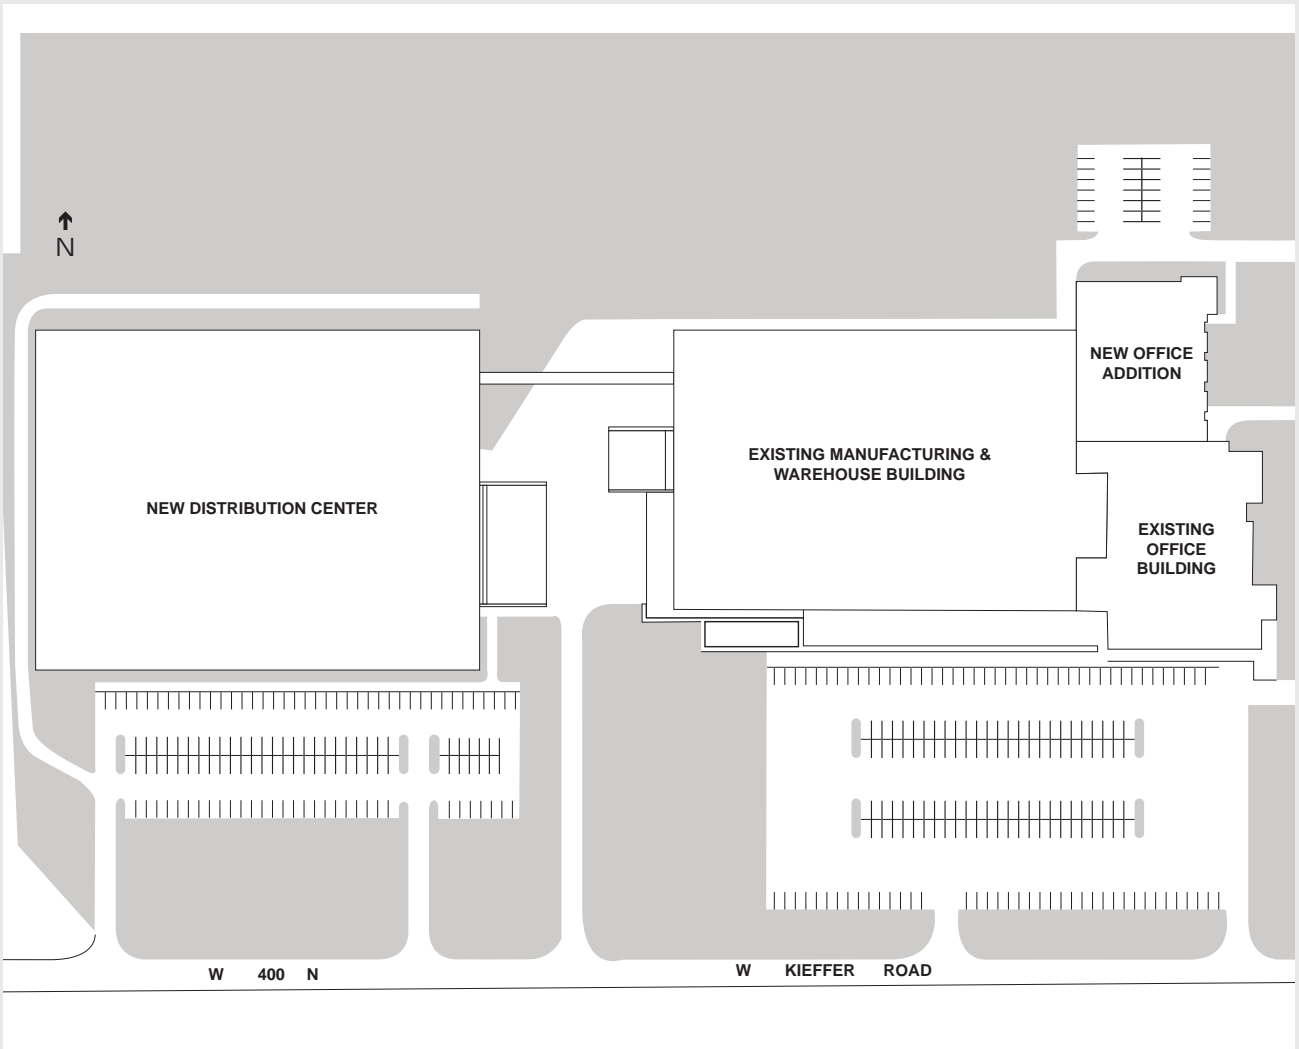 N
NEW OFFICE
ADDITION
EXISTING MANUFACTURING &
WAREHOUSE BUILDING
NEW DISTRIBUTION CENTER
EXISTING
OFFICE
BUILDING
W 400 N
W KIEFFER ROAD